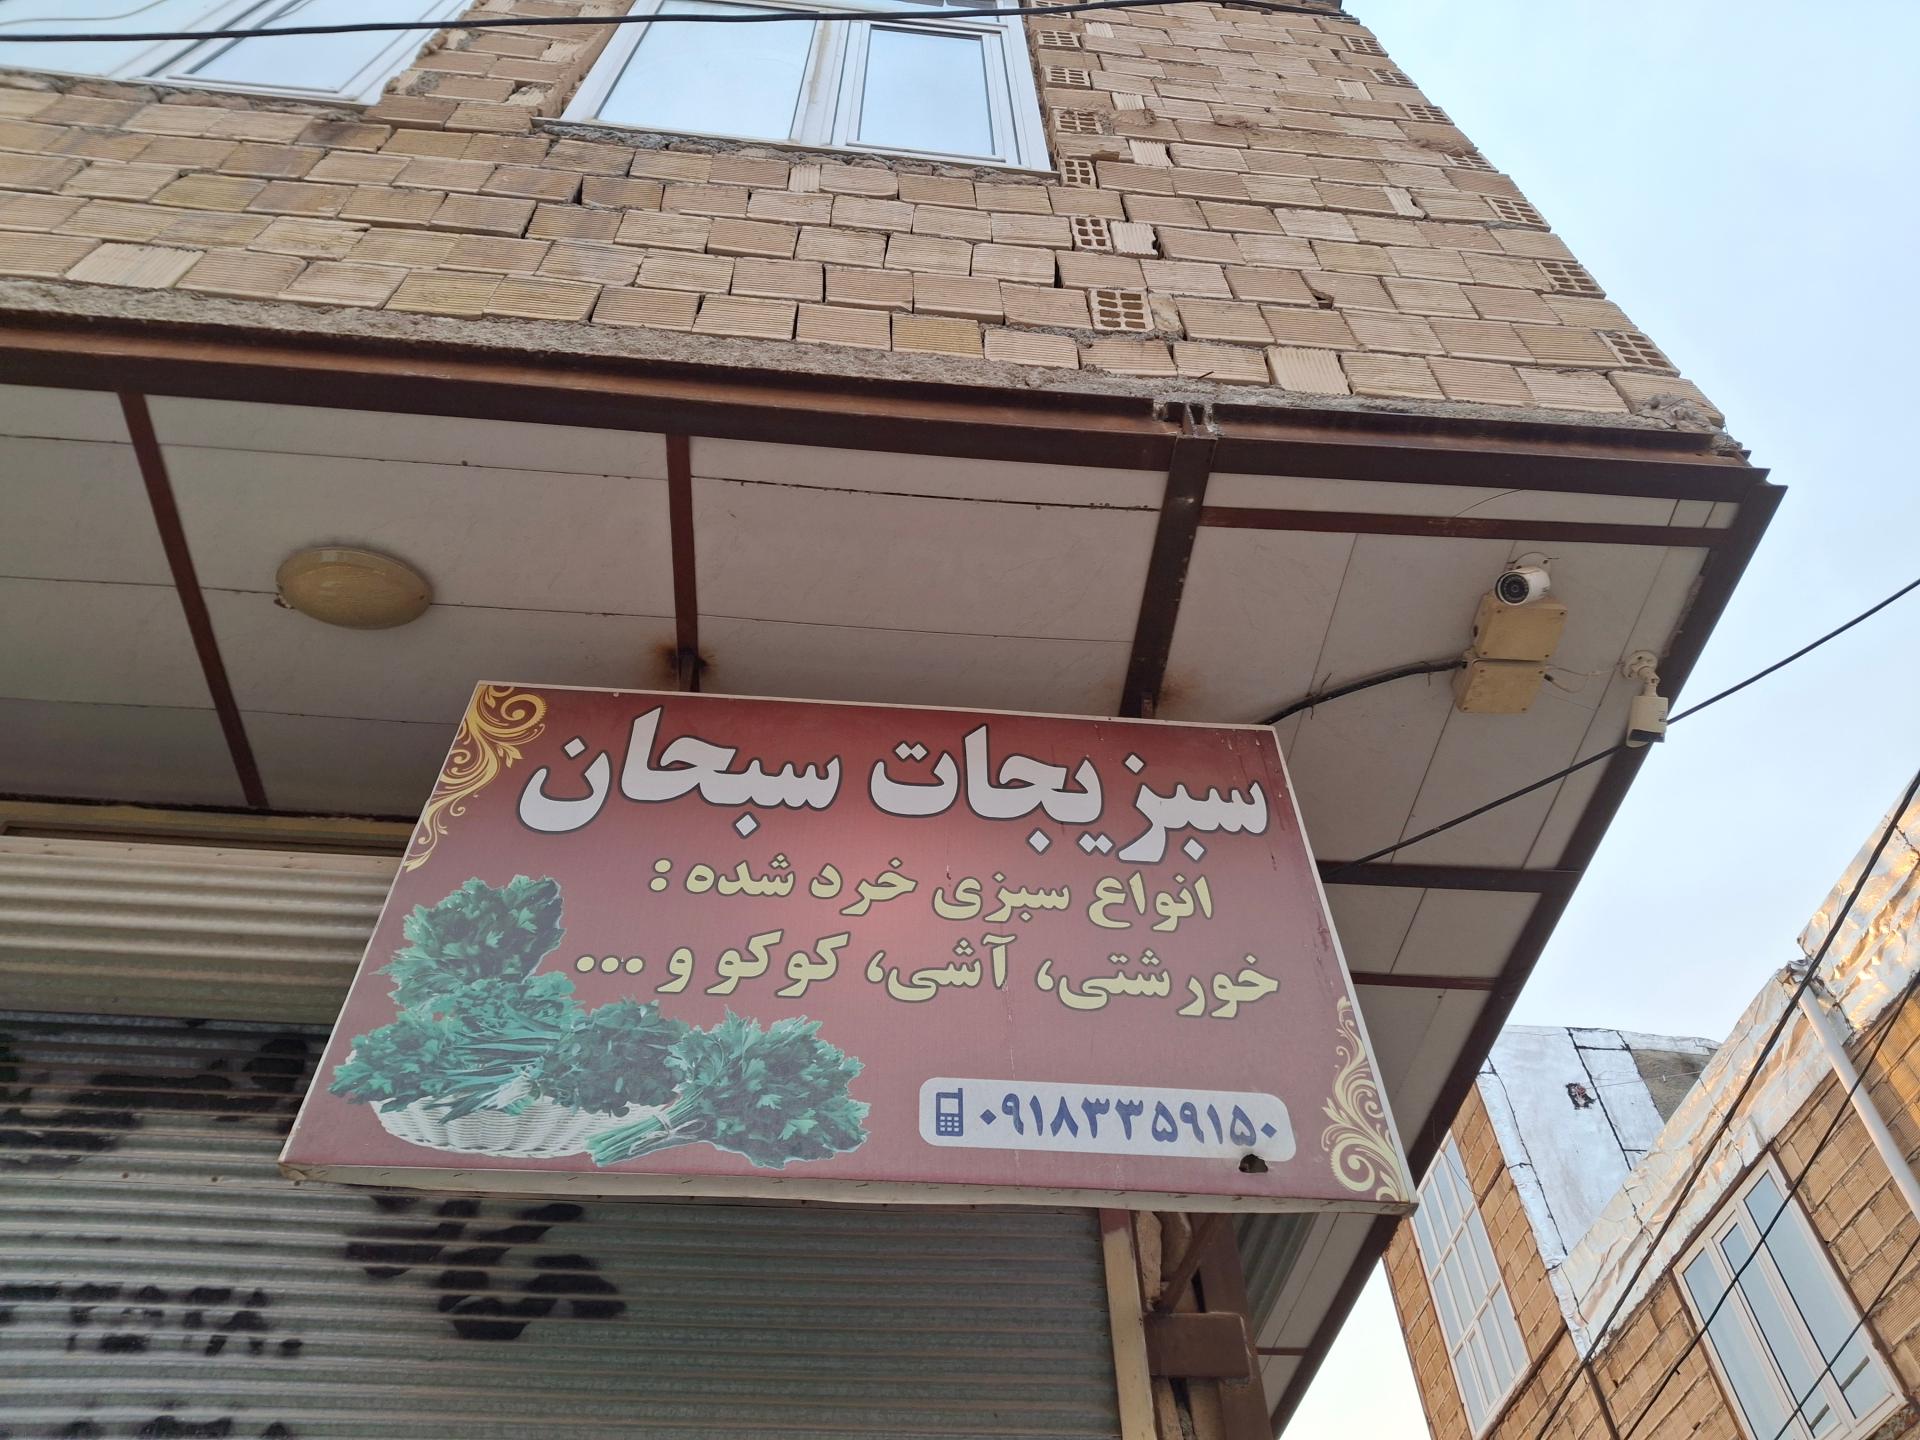 سبزیجات سبحان
انواع سبزی خرد شده :
خورشتی، آشی، کوکو و ...
۰۹۱۸۳۳۵۹۱۵۰